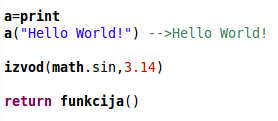 a=print
a("Hello World!") -->Hello World!
izvod(math.sin,3.14)
return funkcija()